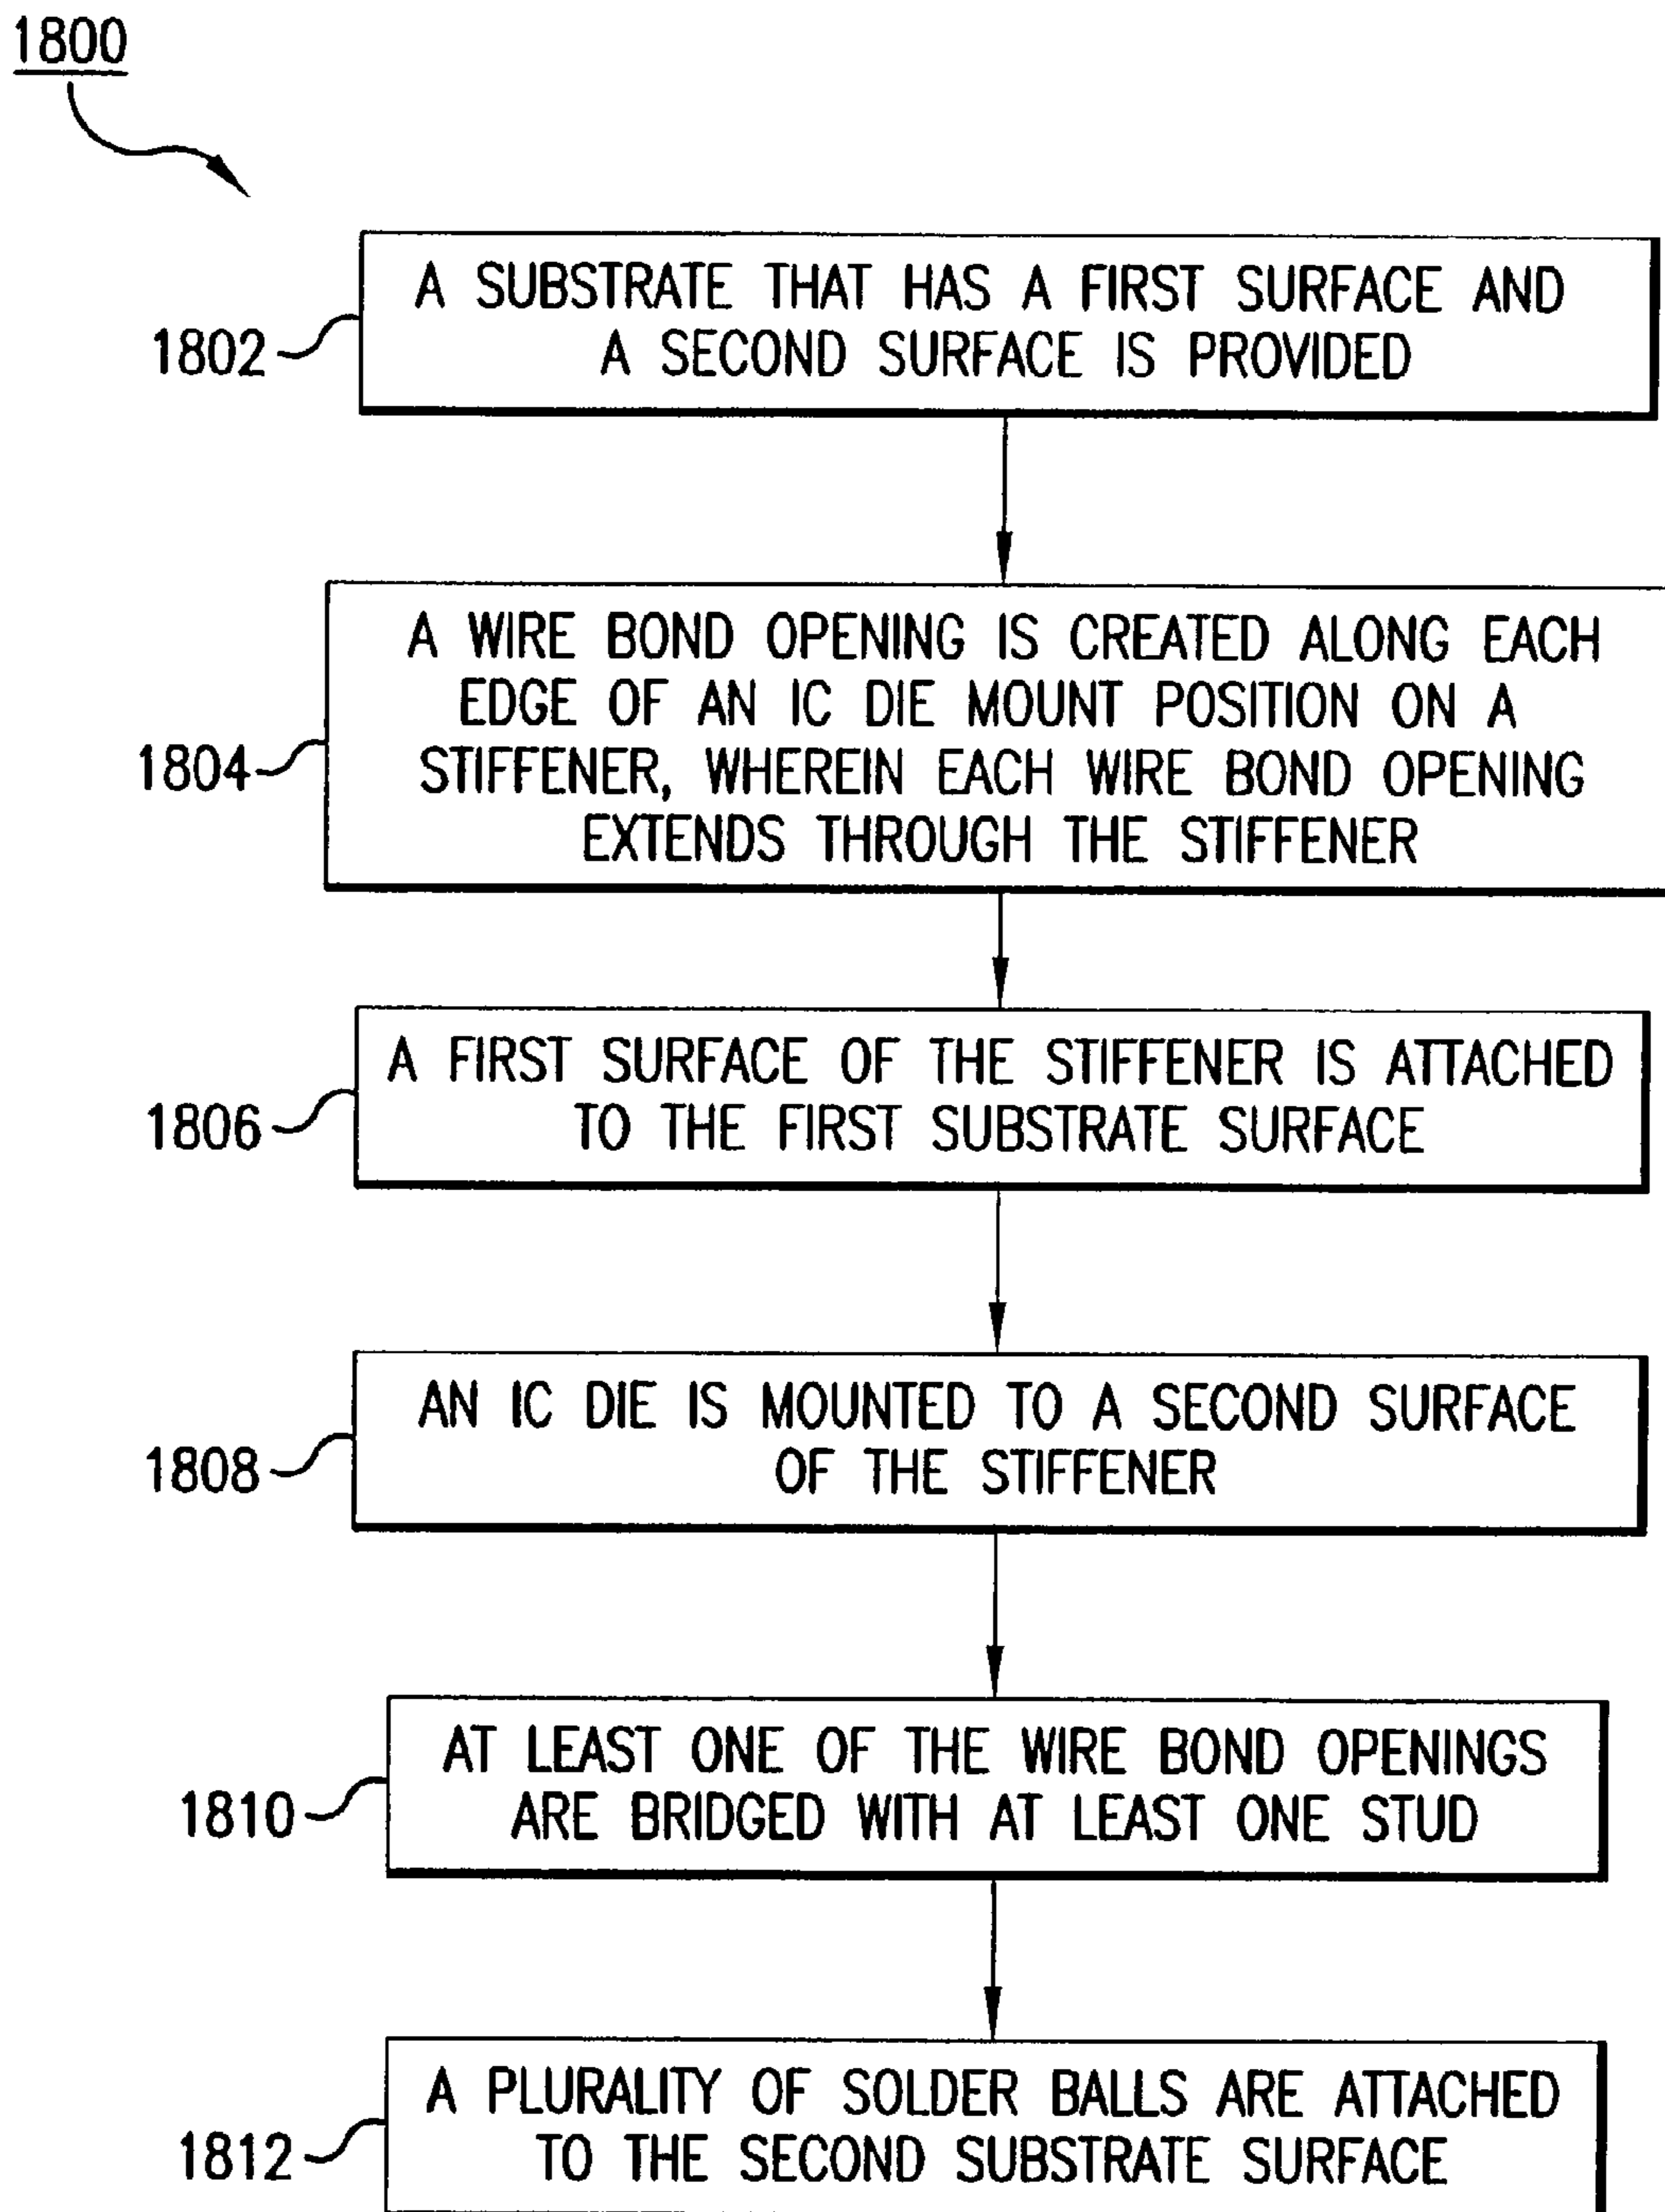 1800
A SUBSTRATE THAT HAS A FIRST SURFACE AND
A SECOND SURFACE IS PROVIDED
1802
A WIRE BOND OPENING IS CREATED ALONG EACH
EDGE OF AN IC DIE MOUNT POSITION ON A
STIFFENER, WHEREIN EACH WIRE BOND OPENING
EXTENDS THROUGH THE STIFFENER
1804
A FIRST SURFACE OF THE STIFFENER IS ATTACHED
TO THE FIRST SUBSTRATE SURFACE
1806
AN IC DIE IS MOUNTED TO A SECOND SURFACE
OF THE STIFFENER
1808
AT LEAST ONE OF THE WIRE BOND OPENINGS
ARE BRIDGED WITH AT LEAST ONE STUD
1810
A PLURALITY OF SOLDER BALLS ARE ATTACHED
TO THE SECOND SUBSTRATE SURFACE
1812